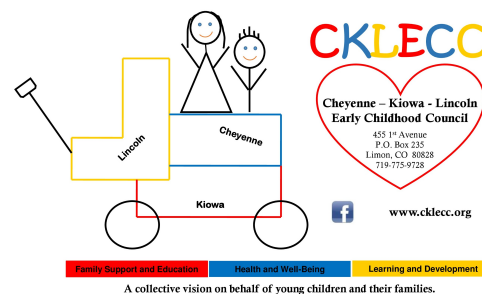 CKLECC
Cheyenne – Kiowa - Lincoln
Early Childhood Council
455 1st Avenue
P.O. Box 235
Limon, CO 80828
719-775-9728
Lincoln
Cheyenne
Kiowa
f
www.cklecc.org
Family Support and Education
Health and Well-Being
Learning and Development
A collective vision on behalf of young children and their families.